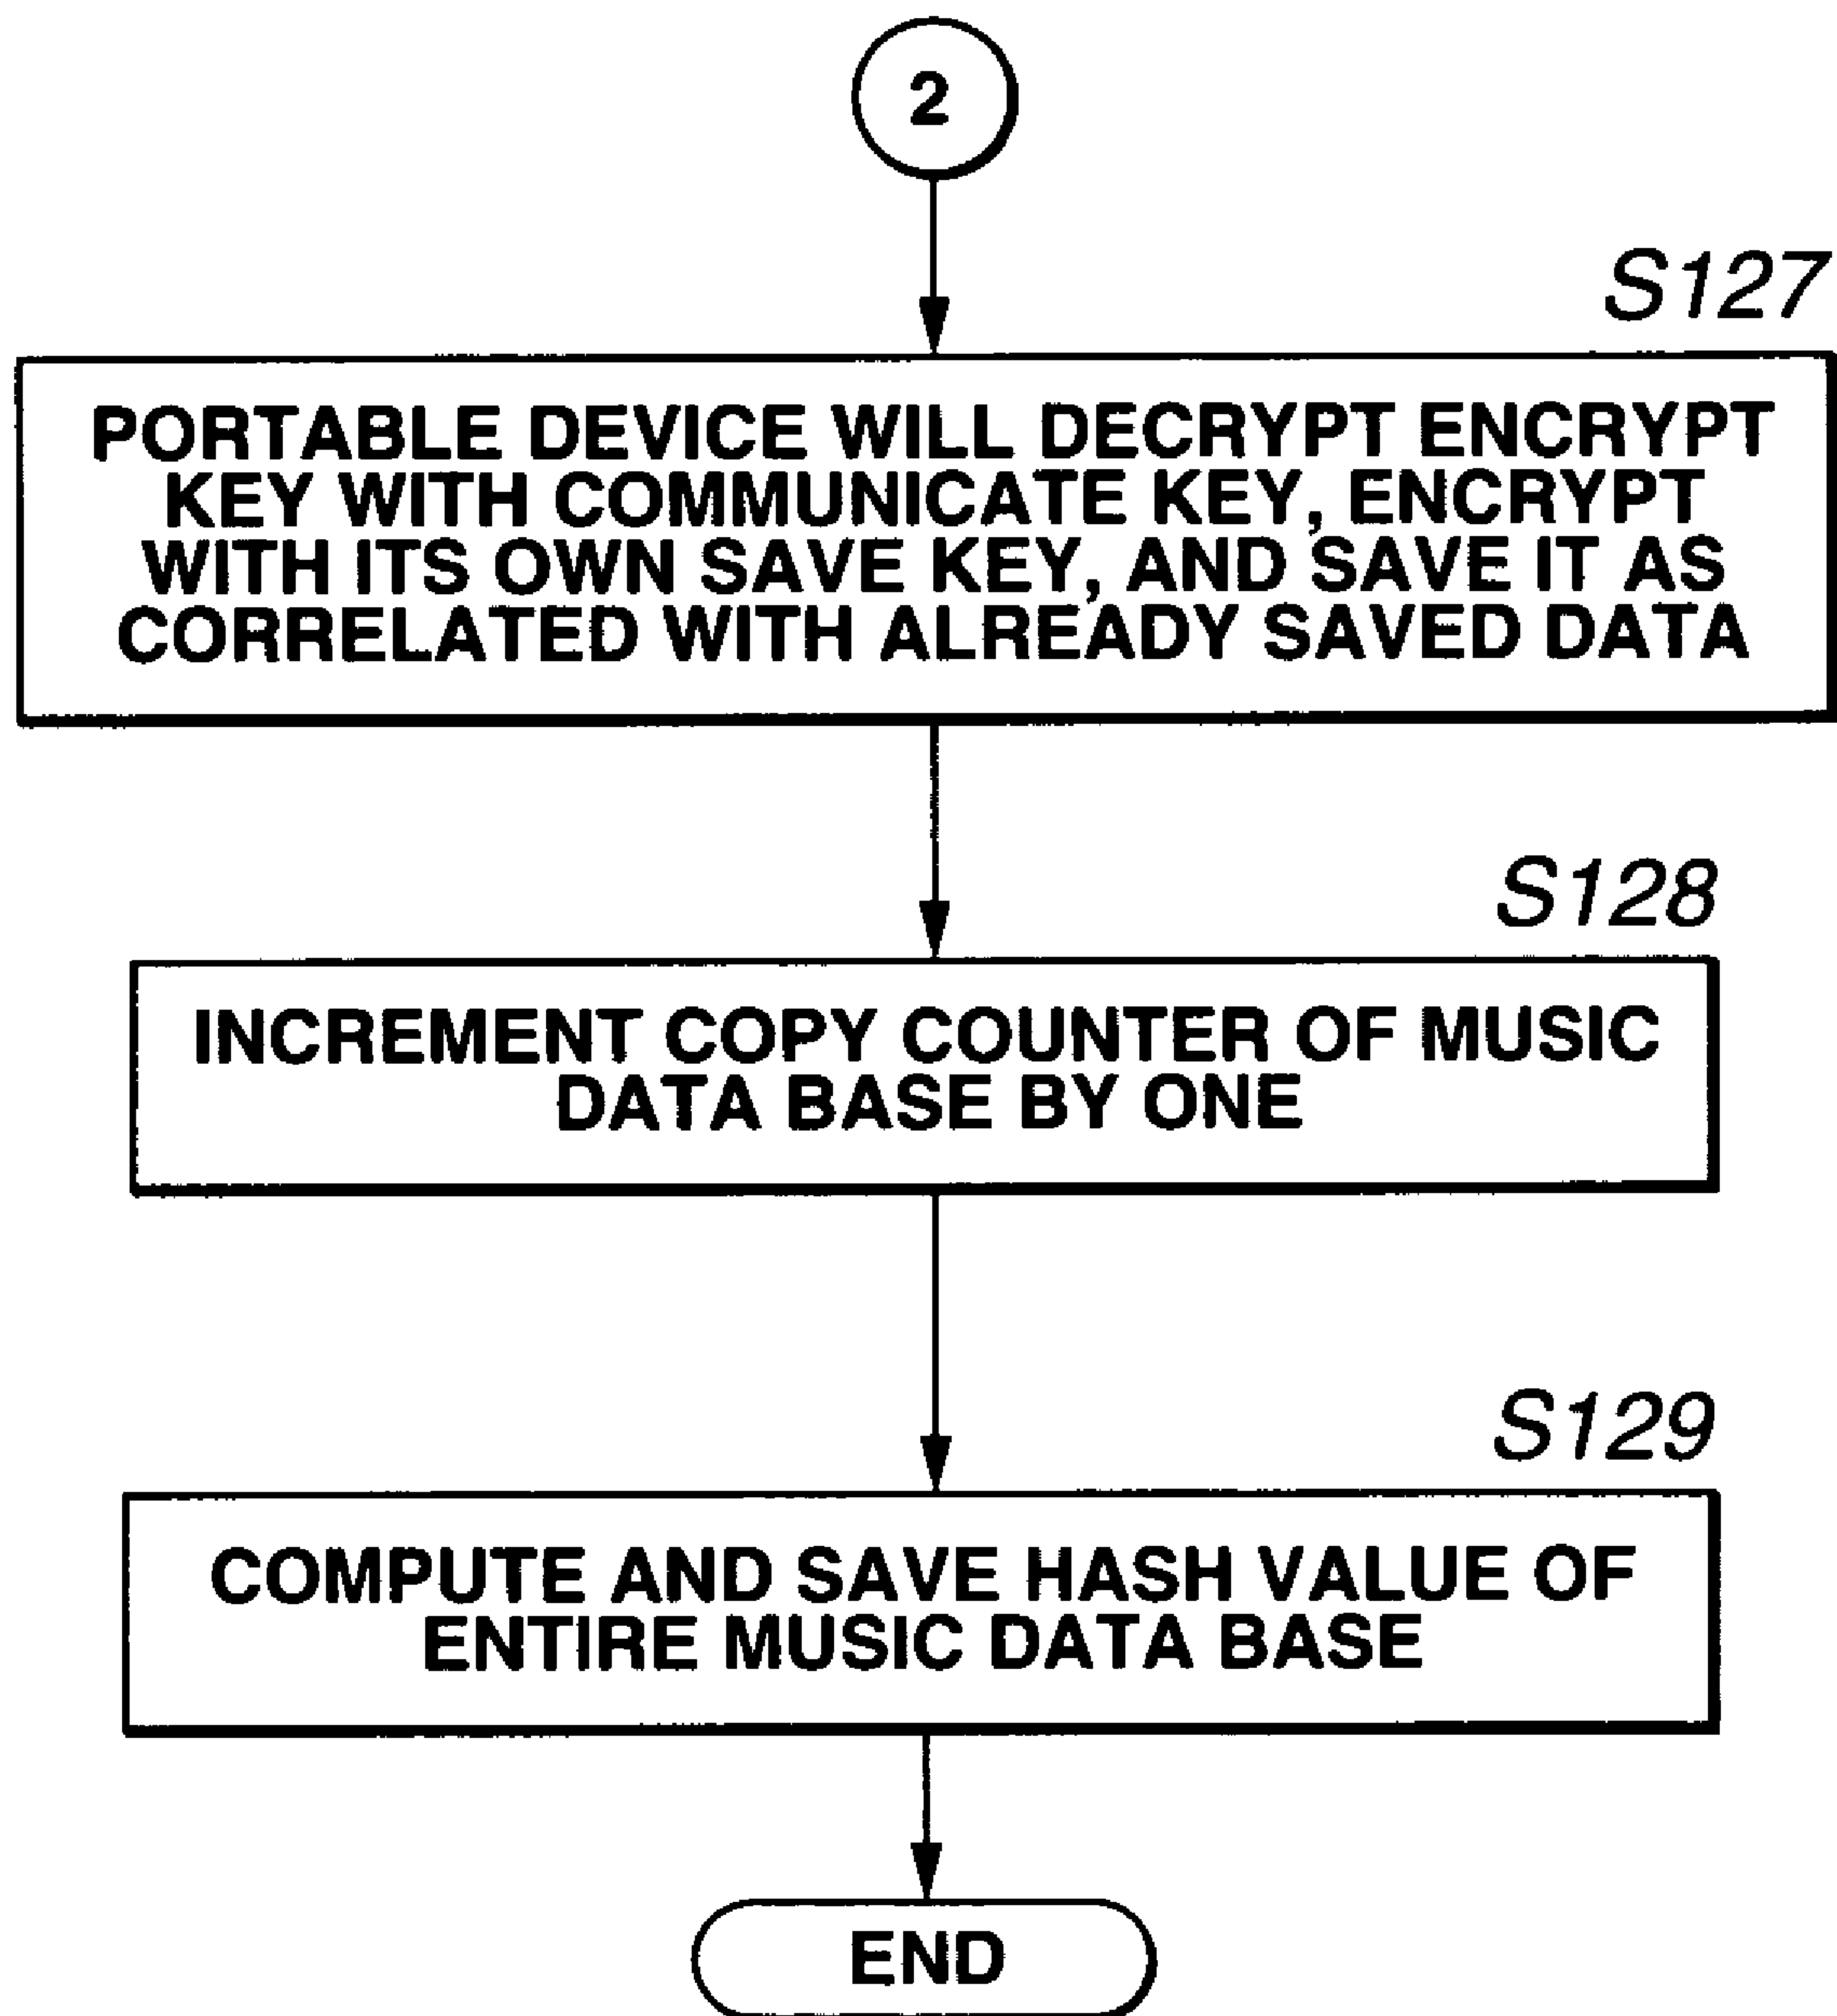 2
S127
PORTABLE DEVICE WILL DECRYPT ENCRYPT
KEY WITH COMMUNICATE KEY, ENCRYPT
WITH ITS OWN SAVE KEY, AND SAVE IT AS
CORRELATED WITH ALREADY SAVED DATA
S128
INCREMENT COPY COUNTER OF MUSIC
DATA BASE BY ONE
S129
COMPUTE AND SAVE HASH VALUE OF
ENTIRE MUSIC DATA BASE
END